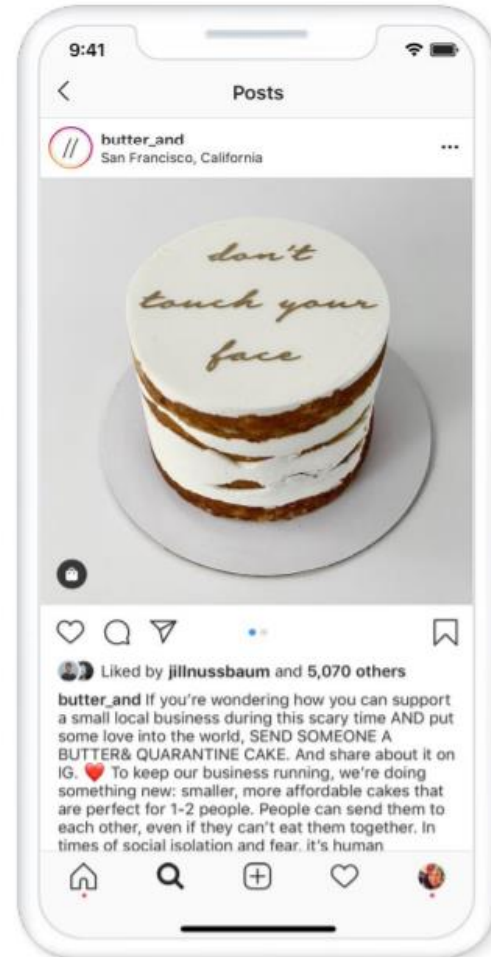 9:41
Posts
butter_and
San Francisco, California
don't
touch your
face
Liked by jillnussbaum and 5,070 others
butter_and If you're wondering how you can support
a small local business during this scary time AND put
some love into the world, SEND SOMEONE A
BUTTER& QUARANTINE CAKE. And share about it on
IG. ❤️ To keep our business running, we're doing
something new: smaller, more affordable cakes that
are perfect for 1-2 people. People can send them to
each other, even if they can't eat them together. In
times of social isolation and fear, it's human